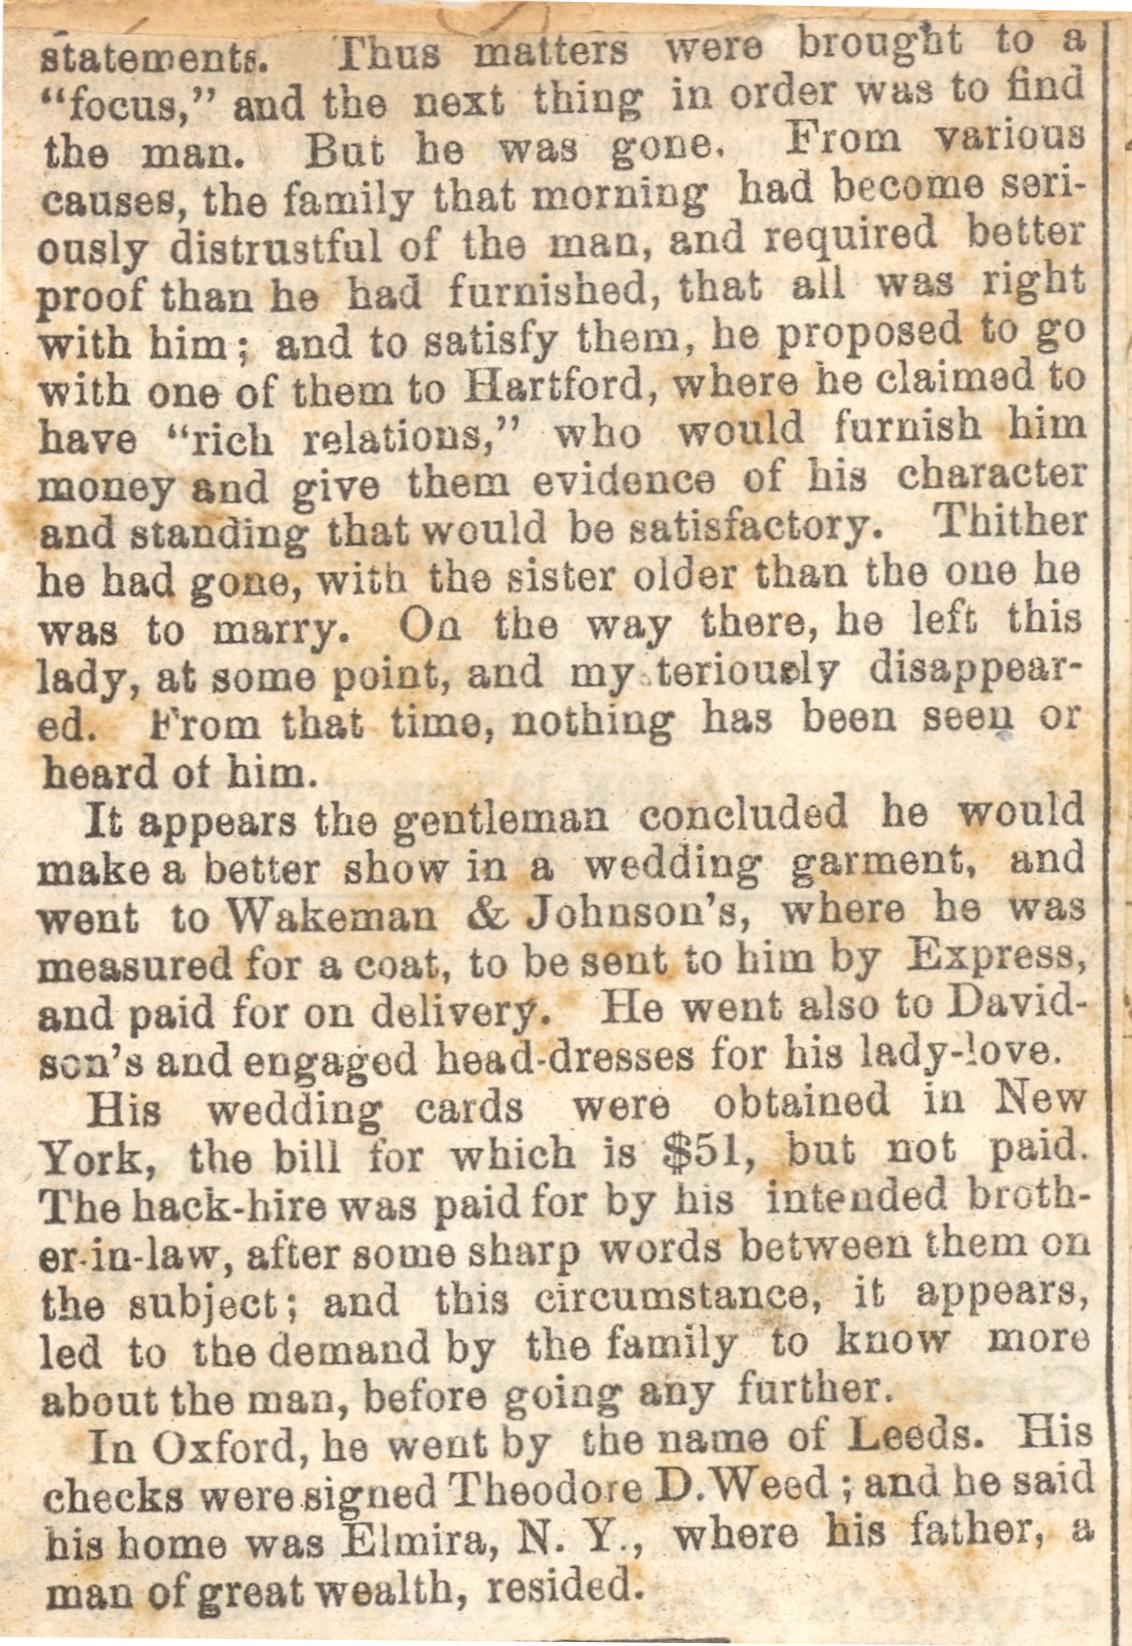 statements. Thus matters were brought to a
“focus,” and the next thing in order was to find
the man. But he was gone. From various
causes, the family that morning had become seri-
ously distrustful of the man, and required better
proof than he had furnished, that all was right
with him; and to satisfy them, he proposed to go
with one of them to Hartford, where he claimed to
have “rich relations,” who would furnish him
money and give them evidence of his character
and standing that would be satisfactory. Thither
he had gone, with the sister older than the one he
was to marry. On the way there, he left this
lady, at some point, and my teriously disappear-
ed. From that time, nothing has been seen or
heard of him.
It appears the gentleman concluded he would
make a better show in a wedding garment, and
went to Wakeman & Johnson’s, where he was
measured for a coat, to be sent to him by Express,
and paid for on delivery. He went also to David-
son’s and engaged head-dresses for his lady-love.
His wedding cards were obtained in New
York, the bill for which is $51, but not paid.
The hack-hire was paid for by his intended broth-
er-in-law, after some sharp words between them on
the subject; and this circumstance, it appears,
led to the demand by the family to know more
about the man, before going any further.
In Oxford, he went by the name of Leeds. His
checks were signed Theodore D. Weed; and he said
his home was Elmira, N. Y., where his father, a
man of great wealth, resided.